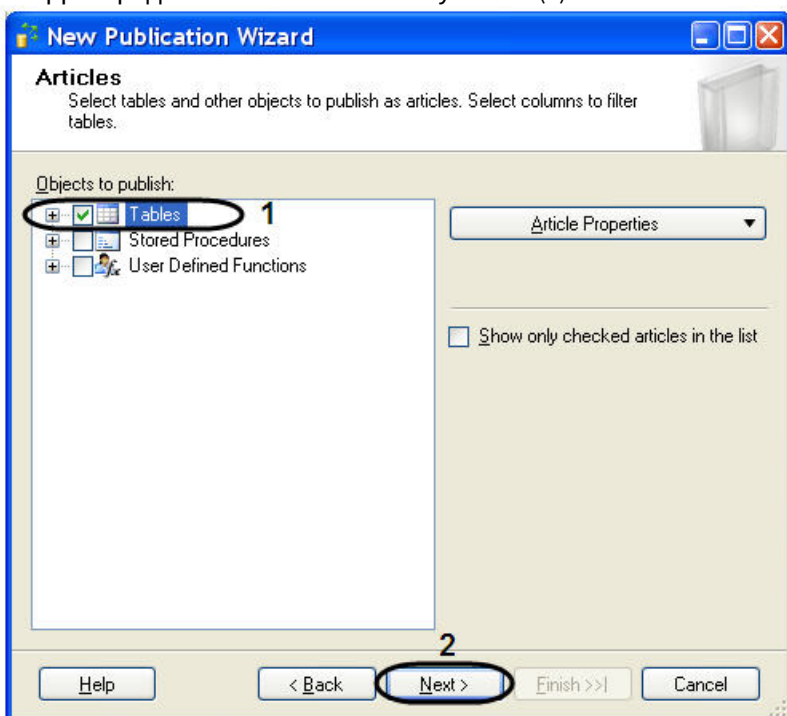 New Publication Wizard
Articles
Select tables and other objects to publish as articles. Select columns to filter
tables.
Objects to publish:
Tables
1
Stored Procedures
User Defined Functions
Article Properties
Show only checked articles in the list
2
Help
< Back
Next >
Finish >>|
Cancel